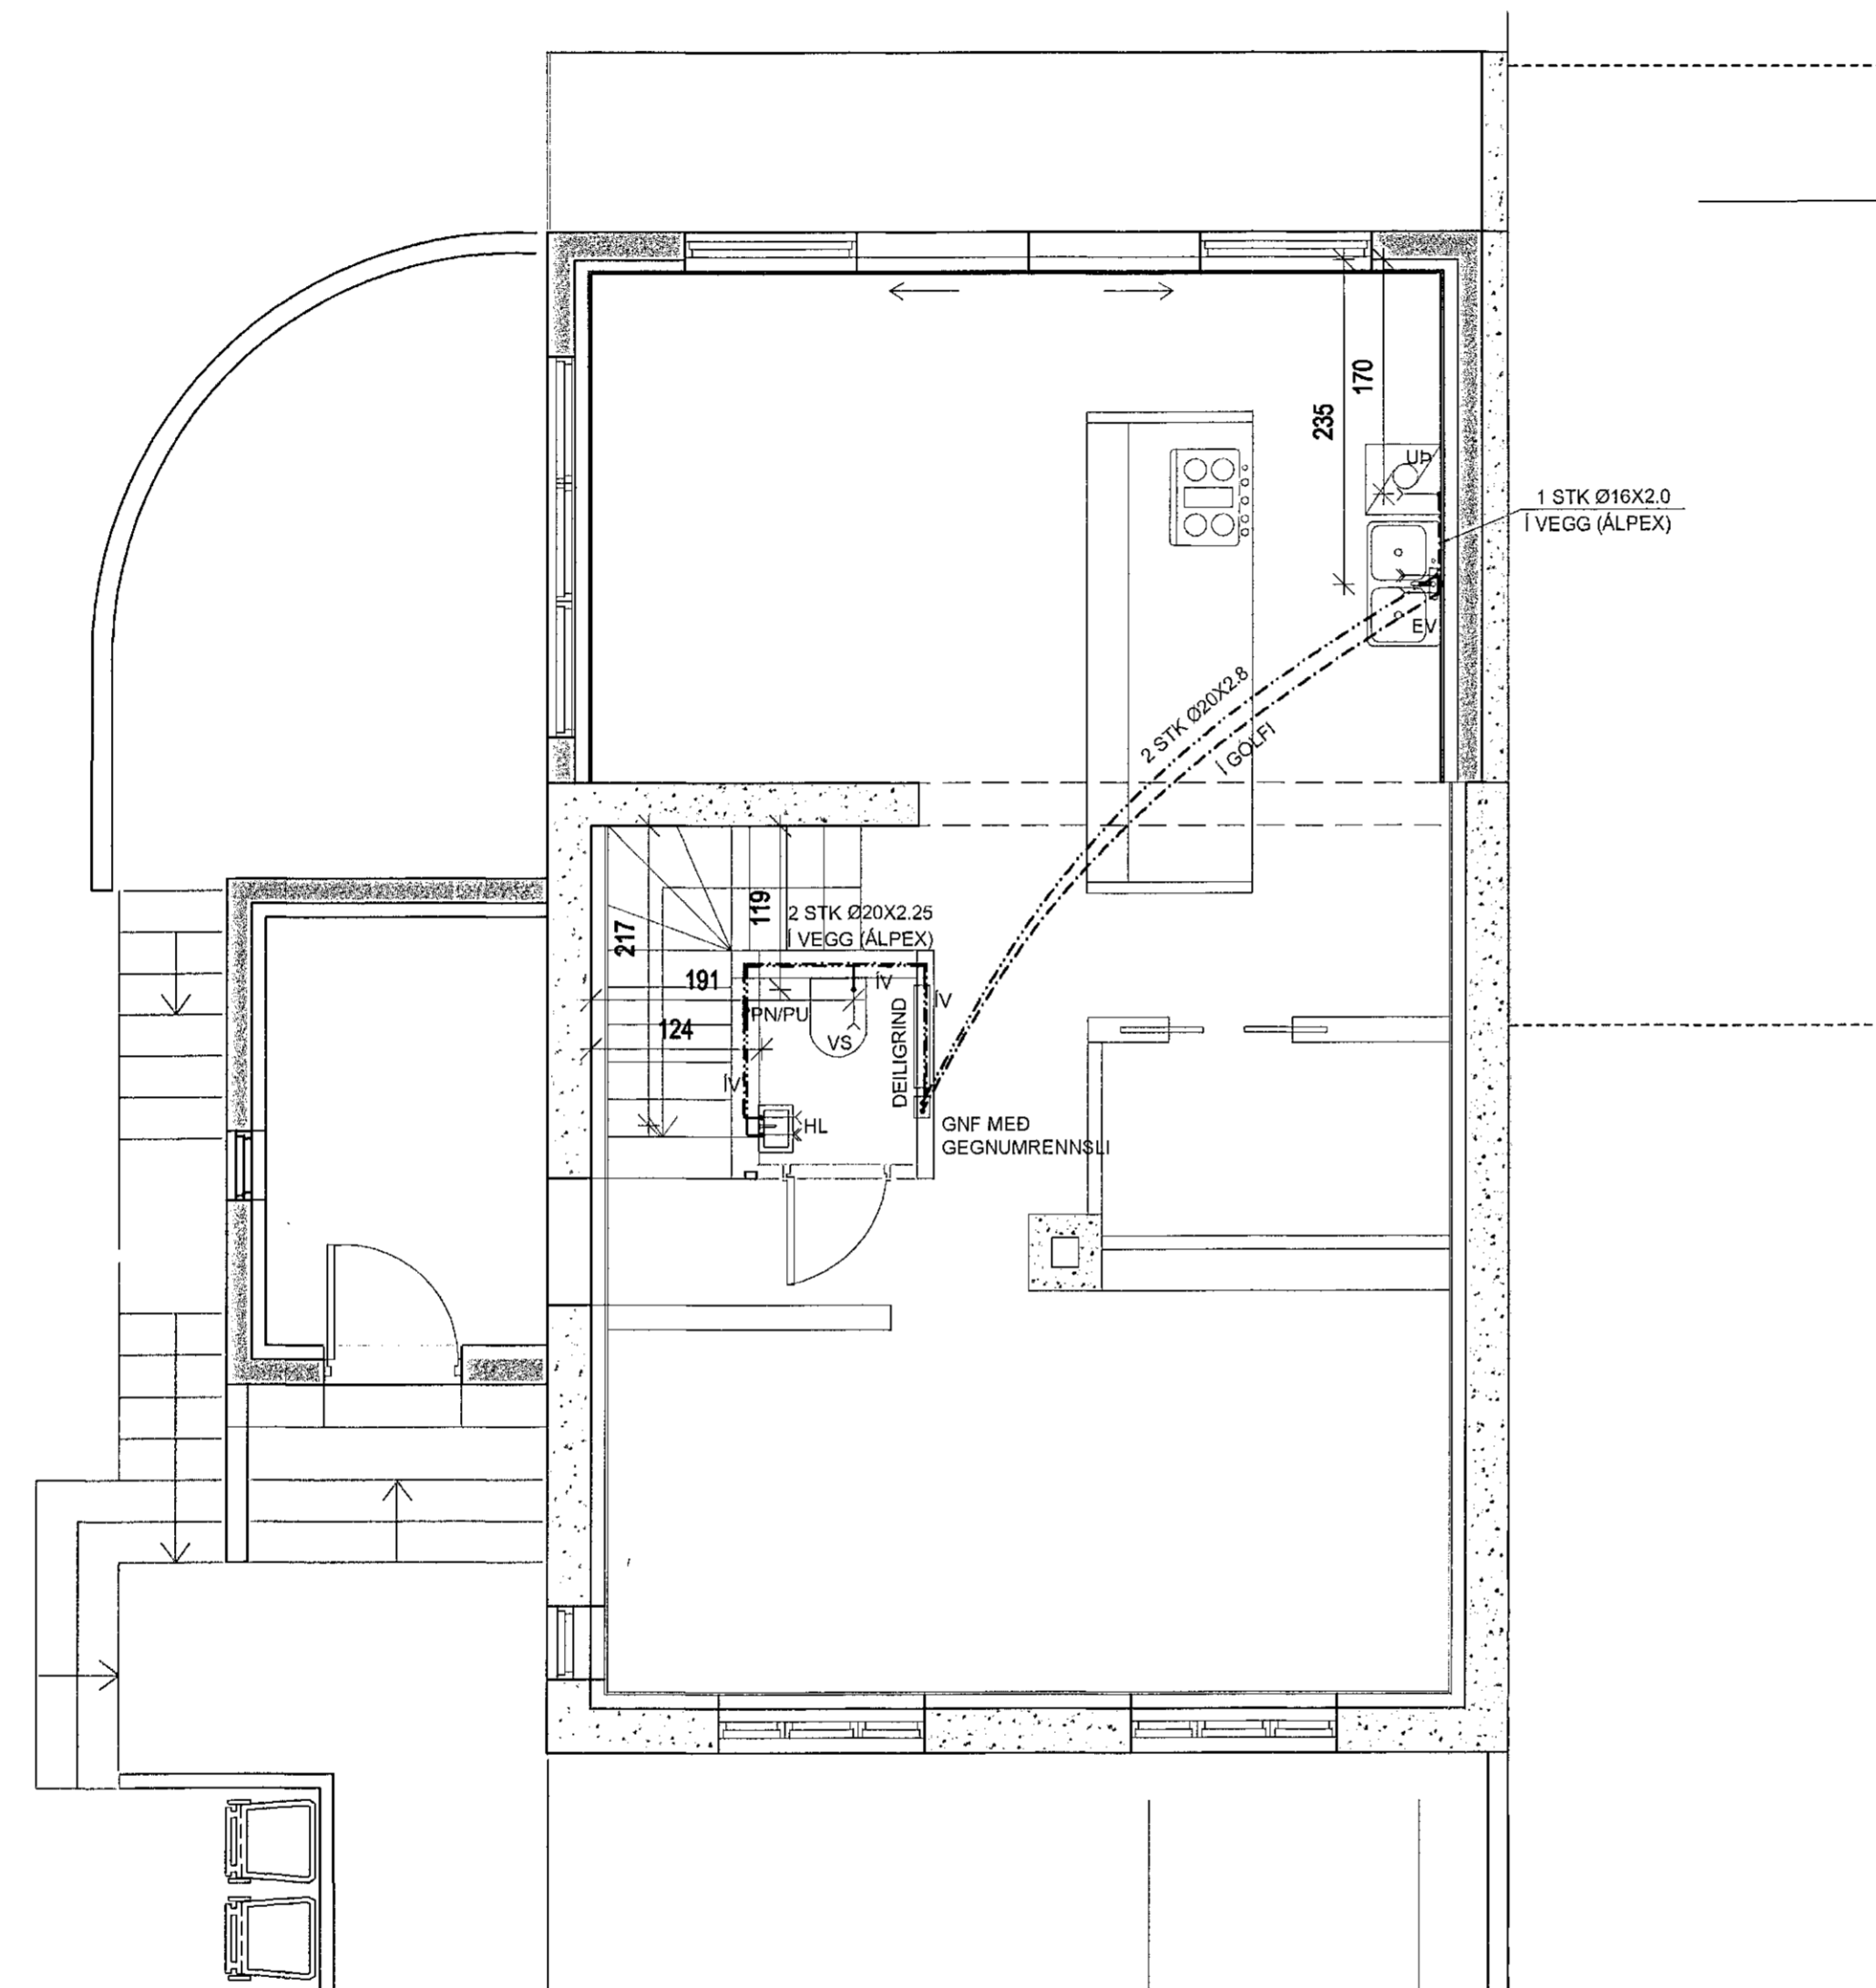 170
235
UÞ
1 STK Ø16X2.0
Í VEGG (ÁLPEX)
EV
2 STK Ø20X2.8
Í GÓLFI
119
217
2 STK Ø20X2.25
Í VEGG (ÁLPEX)
191
ÍV
ÍV
PN/PU
124
VS
DEILIGRIND
ÍV
HL
GNF MEÐ
GEGNUMRENNSLI